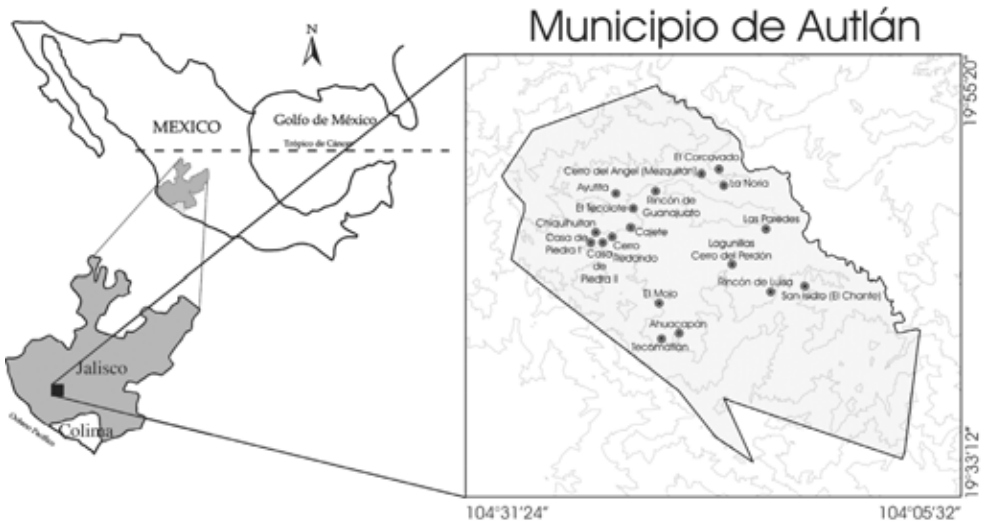 Municipio de Autlán
N
MEXICO
Golfo de México
Trópico de Cáncer
Jalisco
Colima
Océano Pacífico
19°55'20"
El Corcovado
Cerro del Angel (Mezquitán)
La Noria
Ayutita
Rincón de
Guanajuato
El Tecolote
Las Paredes
Chiquihuitan
Cajete
Casa de
Piedra I
Cerro
Redondo
Casa
de
Piedra II
Lagunillas
Cerro del Perdón
Rincón de Luisa
San Isidro (El Chante)
El Mojo
Ahuacapán
Tecomatlán
19°33'12"
104°31'24"
104°05'32"